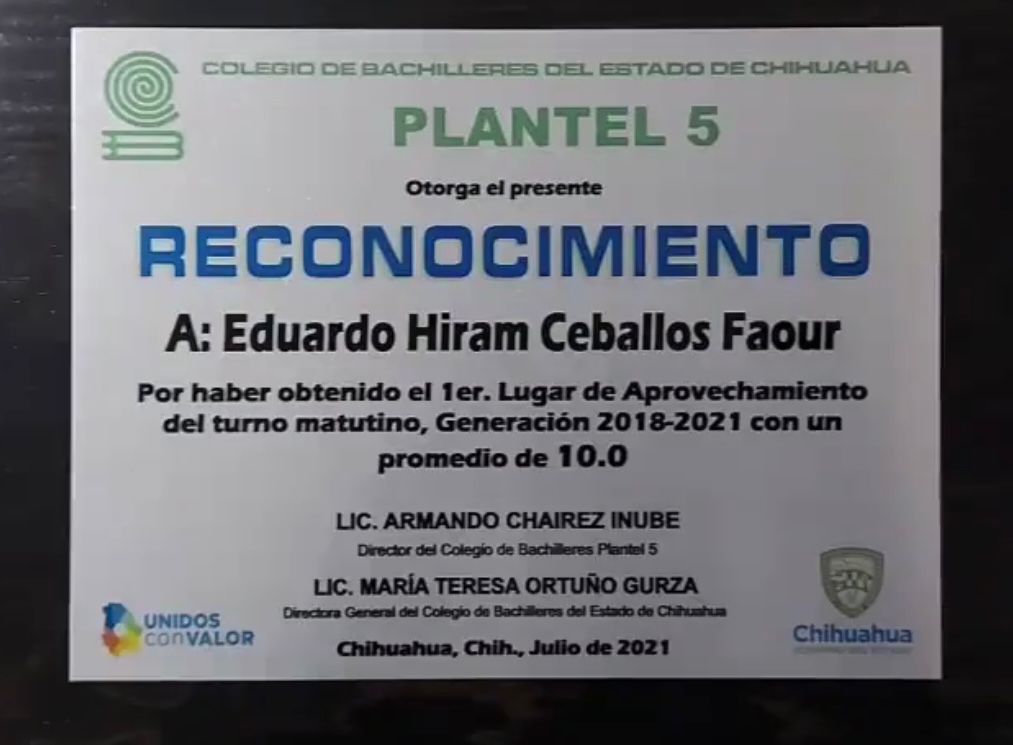 COLEGIO DE BACHILLERES DEL ESTADO DE CHIHUAHUA
PLANTEL 5
Otorga el presente
RECONOCIMIENTO
A: Eduardo Hiram Ceballos Faour
Por haber obtenido el 1er. Lugar de Aprovechamiento
del turno matutino, Generación 2018-2021 con un
promedio de 10.0
LIC. ARMANDO CHAIREZ INUBE
Director del Colegio de Bachilleres Plantel 5
LIC. MARÍA TERESA ORTUÑO GURZA
Directora General del Colegio de Bachilleres del Estado de Chihuahua
Chihuahua, Chih., Julio de 2021
UNIDOS
conVALOR
Chihuahua